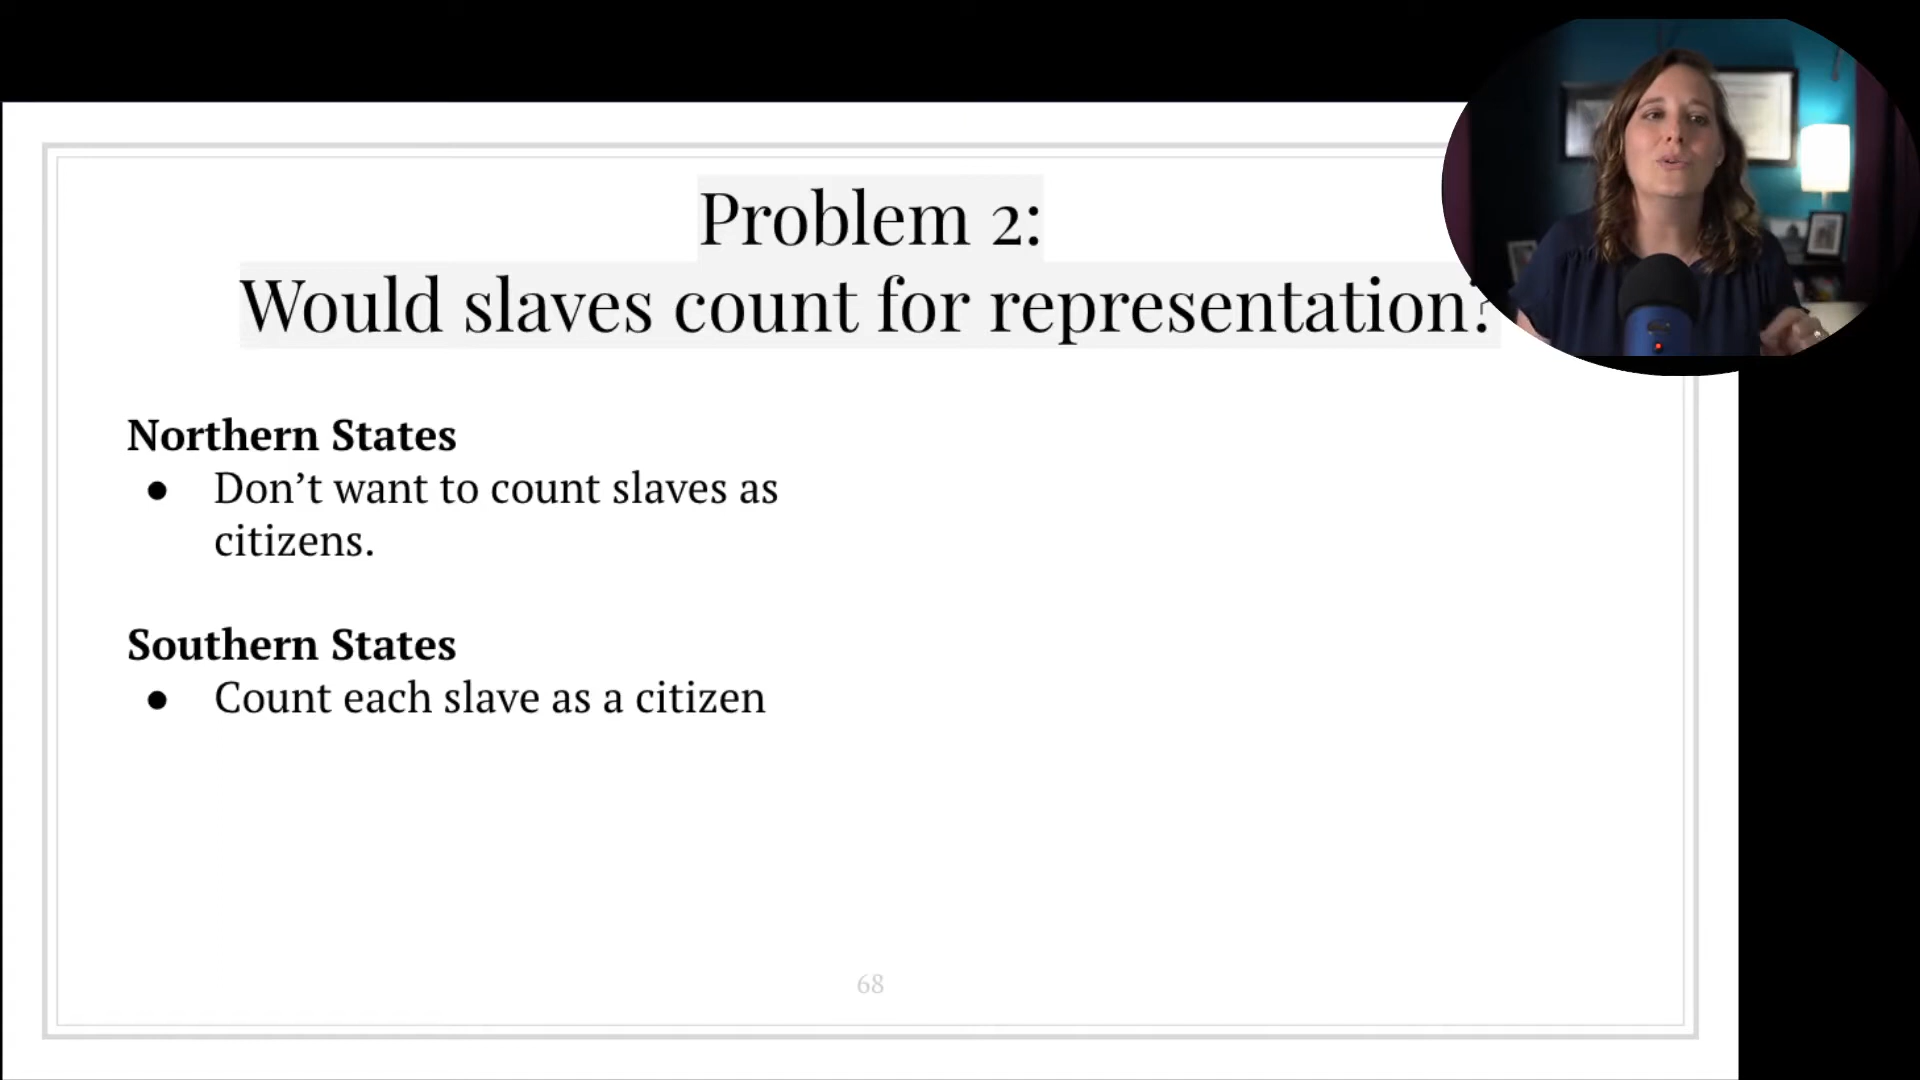 Problem 2:
Would slaves count for representation?
Northern States
● Don’t want to count slaves as
citizens.
Southern States
● Count each slave as a citizen
68